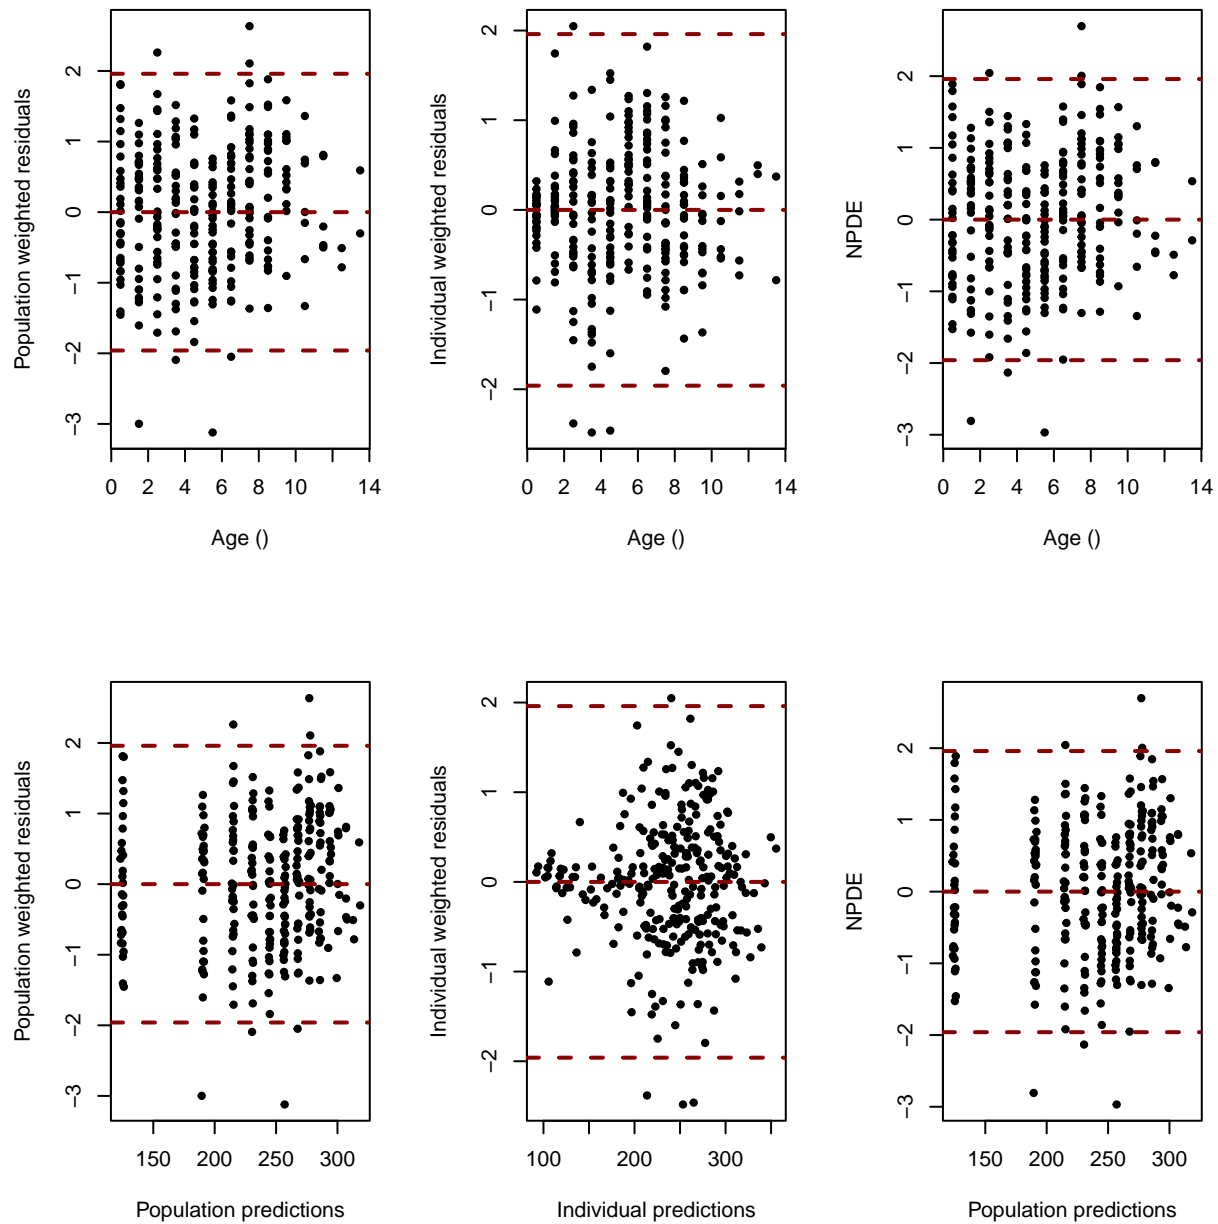 Population weighted residuals
2
1
0
−1
−2
−3
0 2 4 6 8 10 14
Age ()
Individual weighted residuals
2
1
0
−1
−2
0 2 4 6 8 10 14
Age ()
NPDE
2
1
0
−1
−2
−3
0 2 4 6 8 10 14
Age ()
Population weighted residuals
2
1
0
−1
−2
−3
150 200 250 300
Population predictions
Individual weighted residuals
2
1
0
−1
−2
100 200 300
Individual predictions
NPDE
2
1
0
−1
−2
−3
150 200 250 300
Population predictions